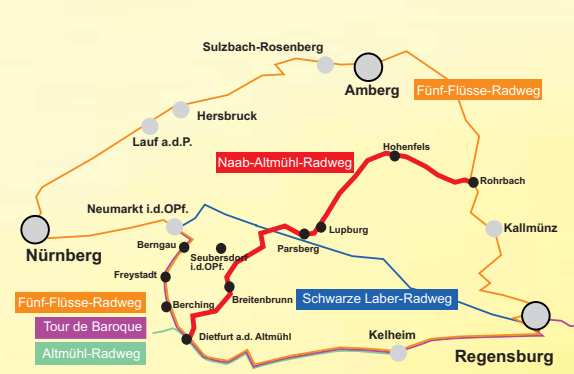 Sulzbach-Rosenberg
Amberg
Fünf-Flüsse-Radweg
Hersbruck
Lauf a.d.P.
Hohenfels
Naab-Altmühl-Radweg
Rohrbach
Neumarkt i.d.OPf.
Lupburg
Kallmünz
Nürnberg
Berngau
Parsberg
Seubersdorf
i.d.OPf.
Freystadt
Fünf-Flüsse-Radweg
Berching
Breitenbrunn
Schwarze Laber-Radweg
Tour de Baroque
Dietfurt a.d. Altmühl
Kelheim
Altmühl-Radweg
Regensburg